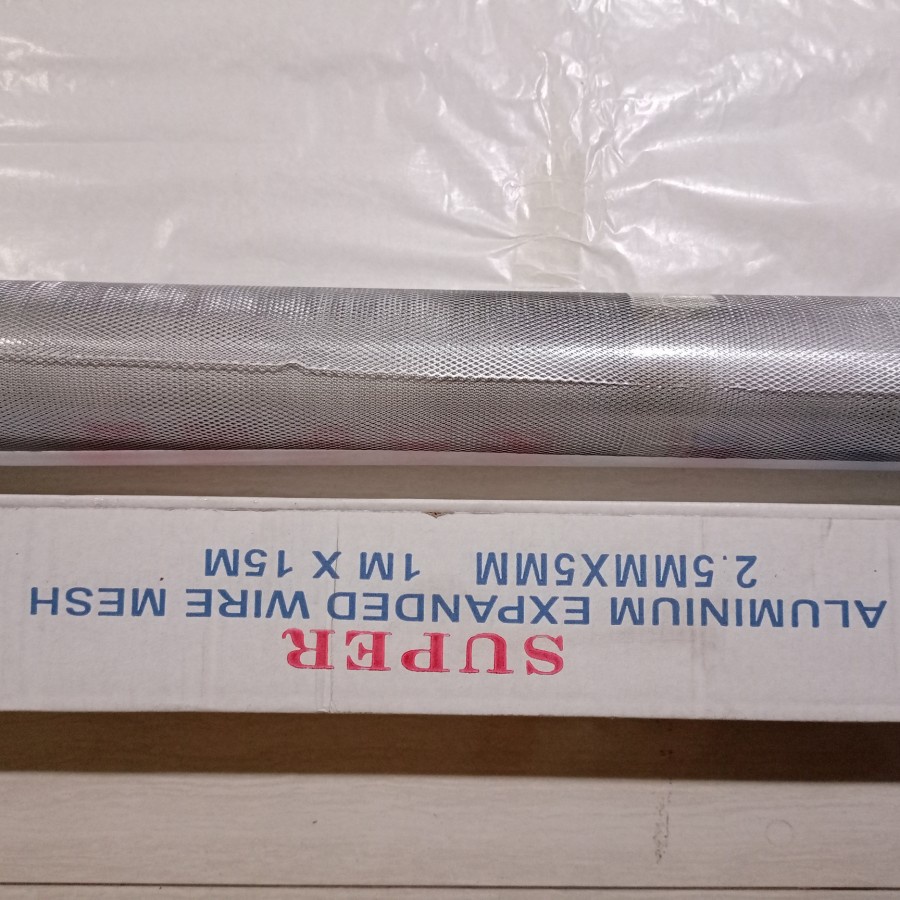 SUPER
ALUMINIUM EXPANDED WIRE MESH
2.5MMX5MM 1M X 15M